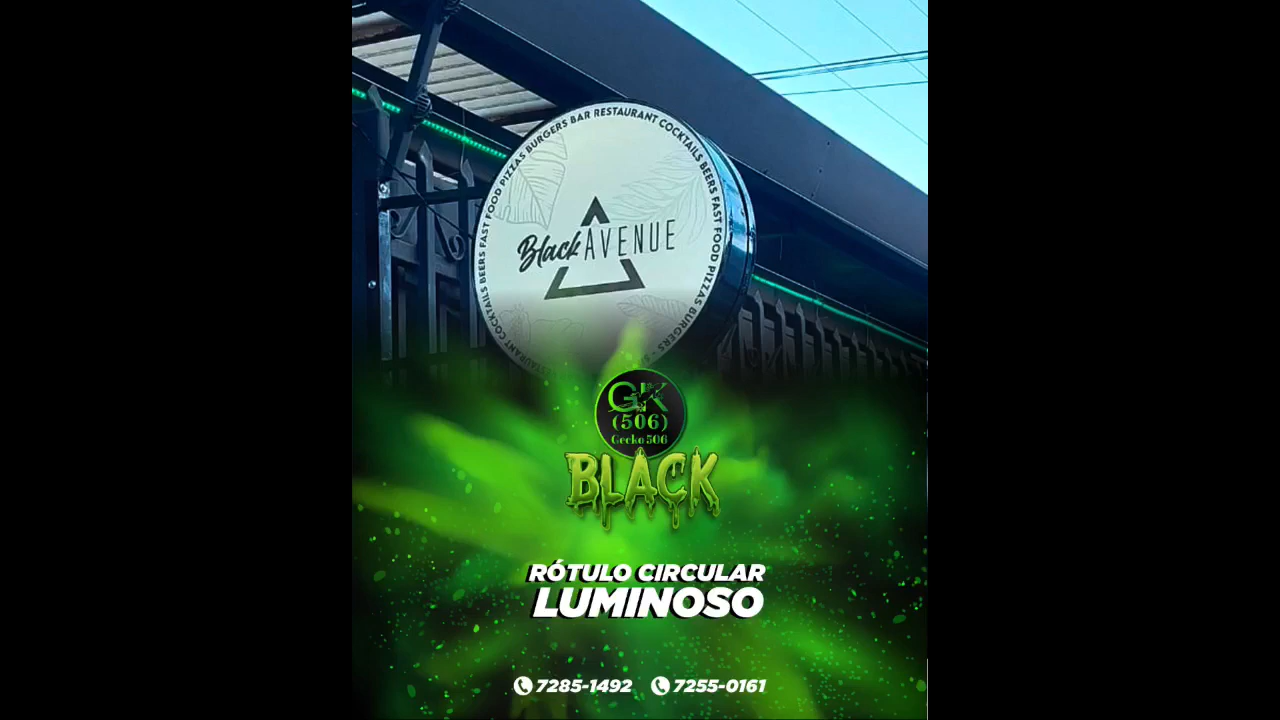 COCKTAILS BEERS FAST FOOD PIZZAS BURGERS BAR RESTAURANT COCKTAILS BEERS FAST FOOD PIZZAS BURGERS -
Black AVENUE
GK
(506)
Gecko 506
BLACK
RÓTULO CIRCULAR
LUMINOSO
7285-1492 7255-0161